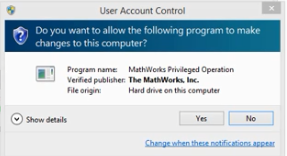 User Account Control
Do you want to allow the following program to make
changes to this computer?
Program name: MathWorks Privileged Operation
Verified publisher: The MathWorks, Inc.
File origin: Hard drive on this computer
Show details
Yes
No
Change when these notifications appear